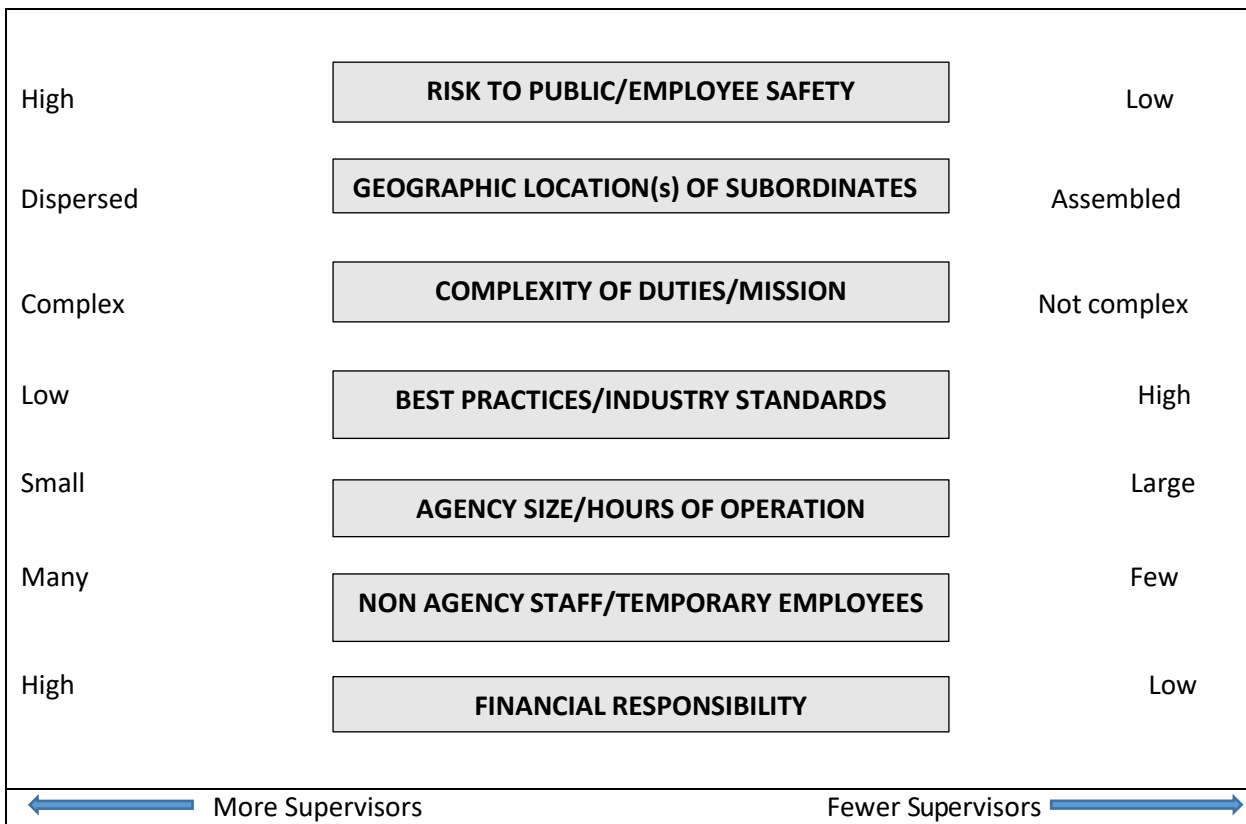 High RISK TO PUBLIC/EMPLOYEE SAFETY Low
Dispersed GEOGRAPHIC LOCATION(s) OF SUBORDINATES Assembled
Complex COMPLEXITY OF DUTIES/MISSION Not complex
Low BEST PRACTICES/INDUSTRY STANDARDS High
Small AGENCY SIZE/HOURS OF OPERATION Large
Many NON AGENCY STAFF/TEMPORARY EMPLOYEES Few
High FINANCIAL RESPONSIBILITY Low
More Supervisors Fewer Supervisors